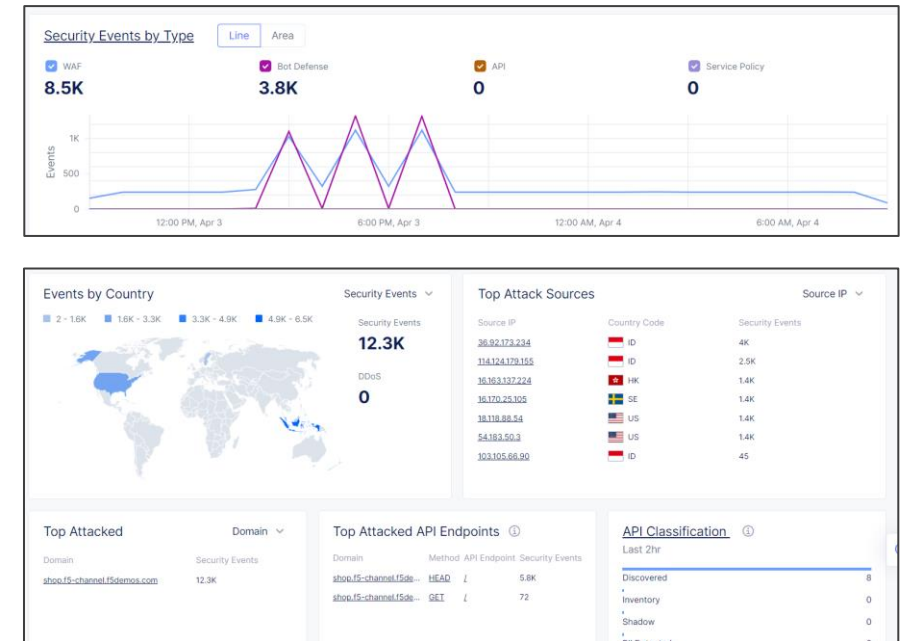 Security Events by Type Line Area
WAF Bot Defense API Service Policy
8.5K 3.8K 0 0
Events
1K
500
0
12:00 PM, Apr 3 6:00 PM, Apr 3 12:00 AM, Apr 4 6:00 AM, Apr 4
Events by Country Security Events
2 - 1.6K 1.6K - 3.3K 3.3K - 4.9K 4.9K - 6.5K
Security Events
12.3K
DDoS
0
Top Attack Sources Source IP
Source IP Country Code Security Events
36.92.173.234 ID 4K
114.124.179.155 ID 2.5K
16.163.137.224 HK 1.4K
16.170.25.105 SE 1.4K
18.118.88.54 US 1.4K
54.183.50.3 US 1.4K
103.105.66.90 ID 45
Top Attacked Domain
Domain Security Events
shop.f5-channel.f5demos.com 12.3K
Top Attacked API Endpoints
Domain Method API Endpoint Security Events
shop.f5-channel.f5de... HEAD / 5.8K
shop.f5-channel.f5de... GET / 72
API Classification
Last 2hr
Discovered 8
Inventory 0
Shadow 0